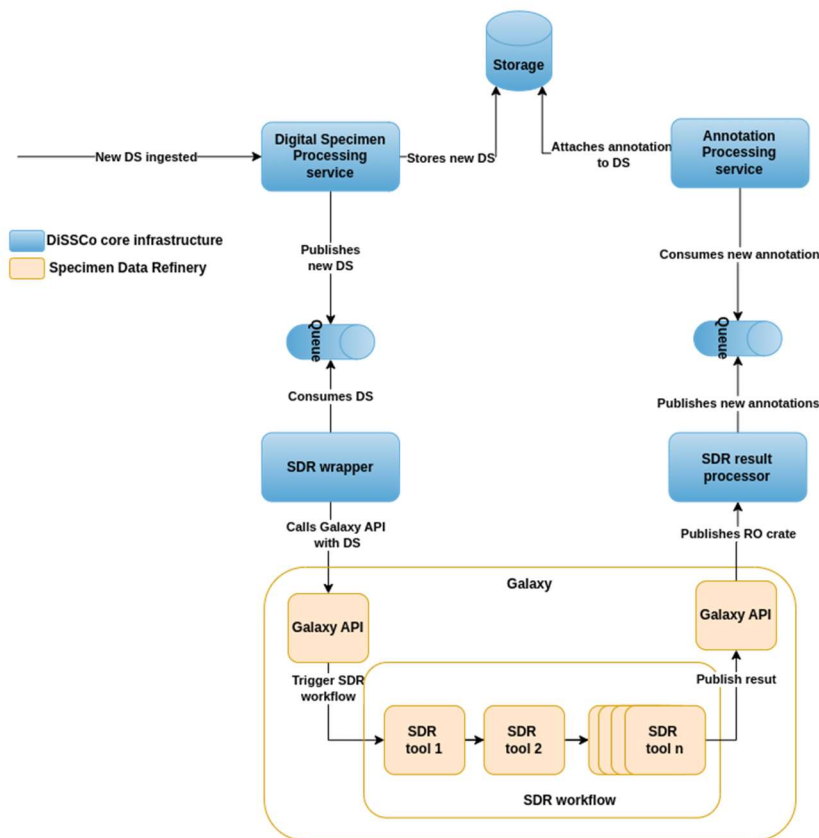 Storage
New DS ingested
Digital Specimen
Processing
service
Stores new DS
Attaches annotation
to DS
Annotation
Processing
service
DiSSCo core infrastructure
Specimen Data Refinery
Publishes
new DS
Consumes new annotation
Queue
Queue
Consumes DS
Publishes new annotations
SDR wrapper
SDR result
processor
Calls Galaxy API
with DS
Publishes RO crate
Galaxy
Galaxy API
Galaxy API
Trigger SDR
workflow
Publish resut
SDR
tool 1
SDR
tool 2
SDR
tool n
SDR workflow